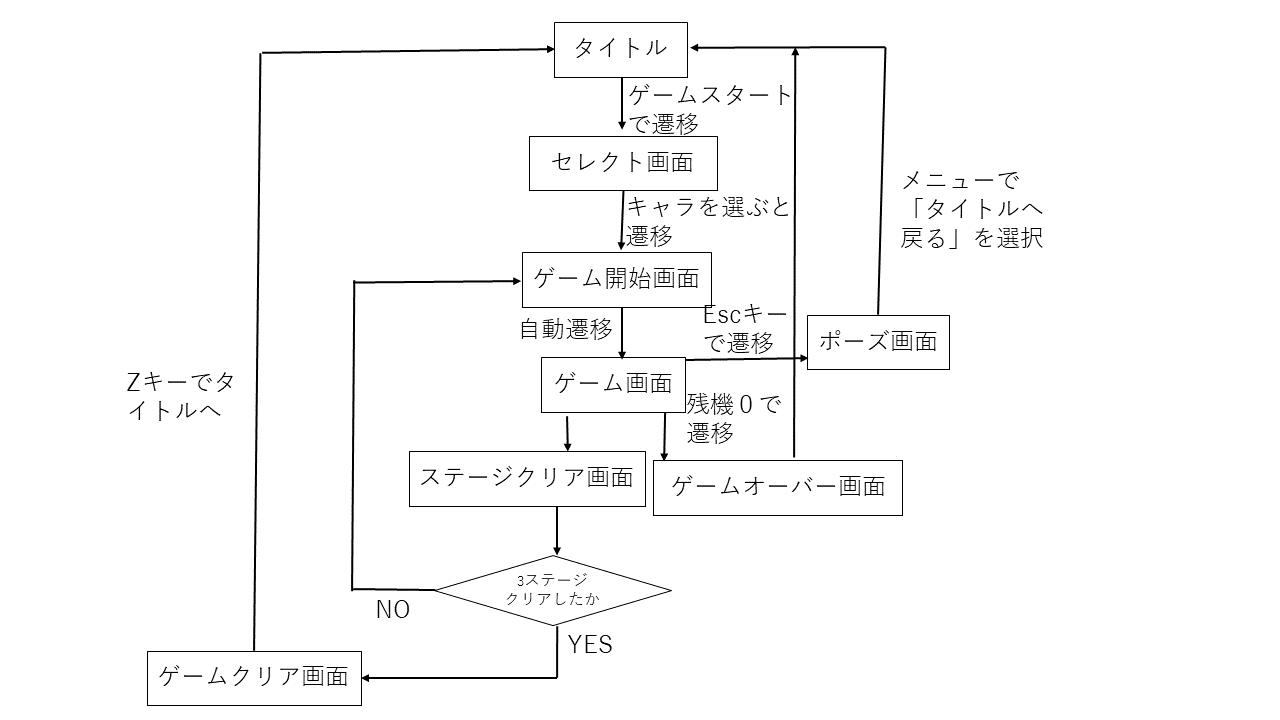 タイトル
ゲームスタート
で遷移
セレクト画面
キャラを選ぶと
遷移
メニューで
「タイトルへ
戻る」を選択
ゲーム開始画面
自動遷移
Escキー
で遷移
ポーズ画面
ゲーム画面
Zキーでタ
イトルへ
残機０で
遷移
ステージクリア画面
ゲームオーバー画面
3ステージ
クリアしたか
NO
YES
ゲームクリア画面